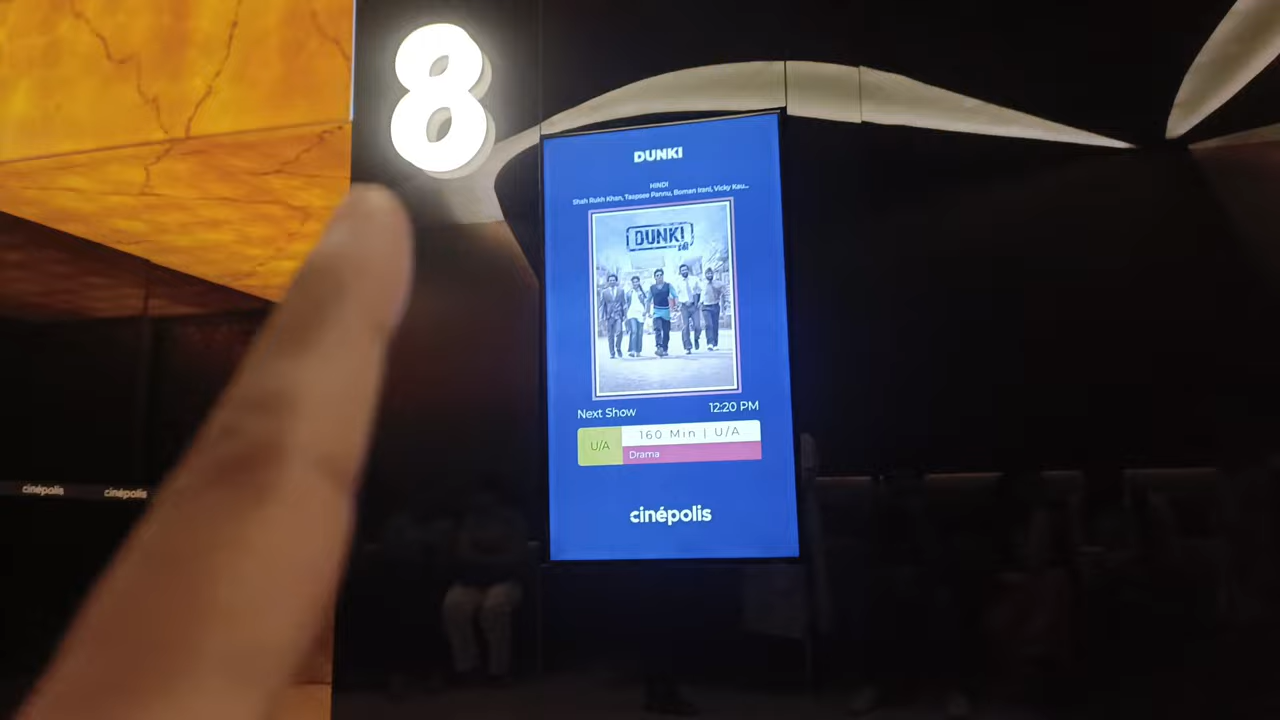 8
DUNKI
HINDI
Shah Rukh Khan, Taapsee Pannu, Boman Irani, Vicky Kau...
DUNKI
Next Show 12:20 PM
U/A 160 Min | U/A
Drama
cinépolis
cinépolis cinépolis